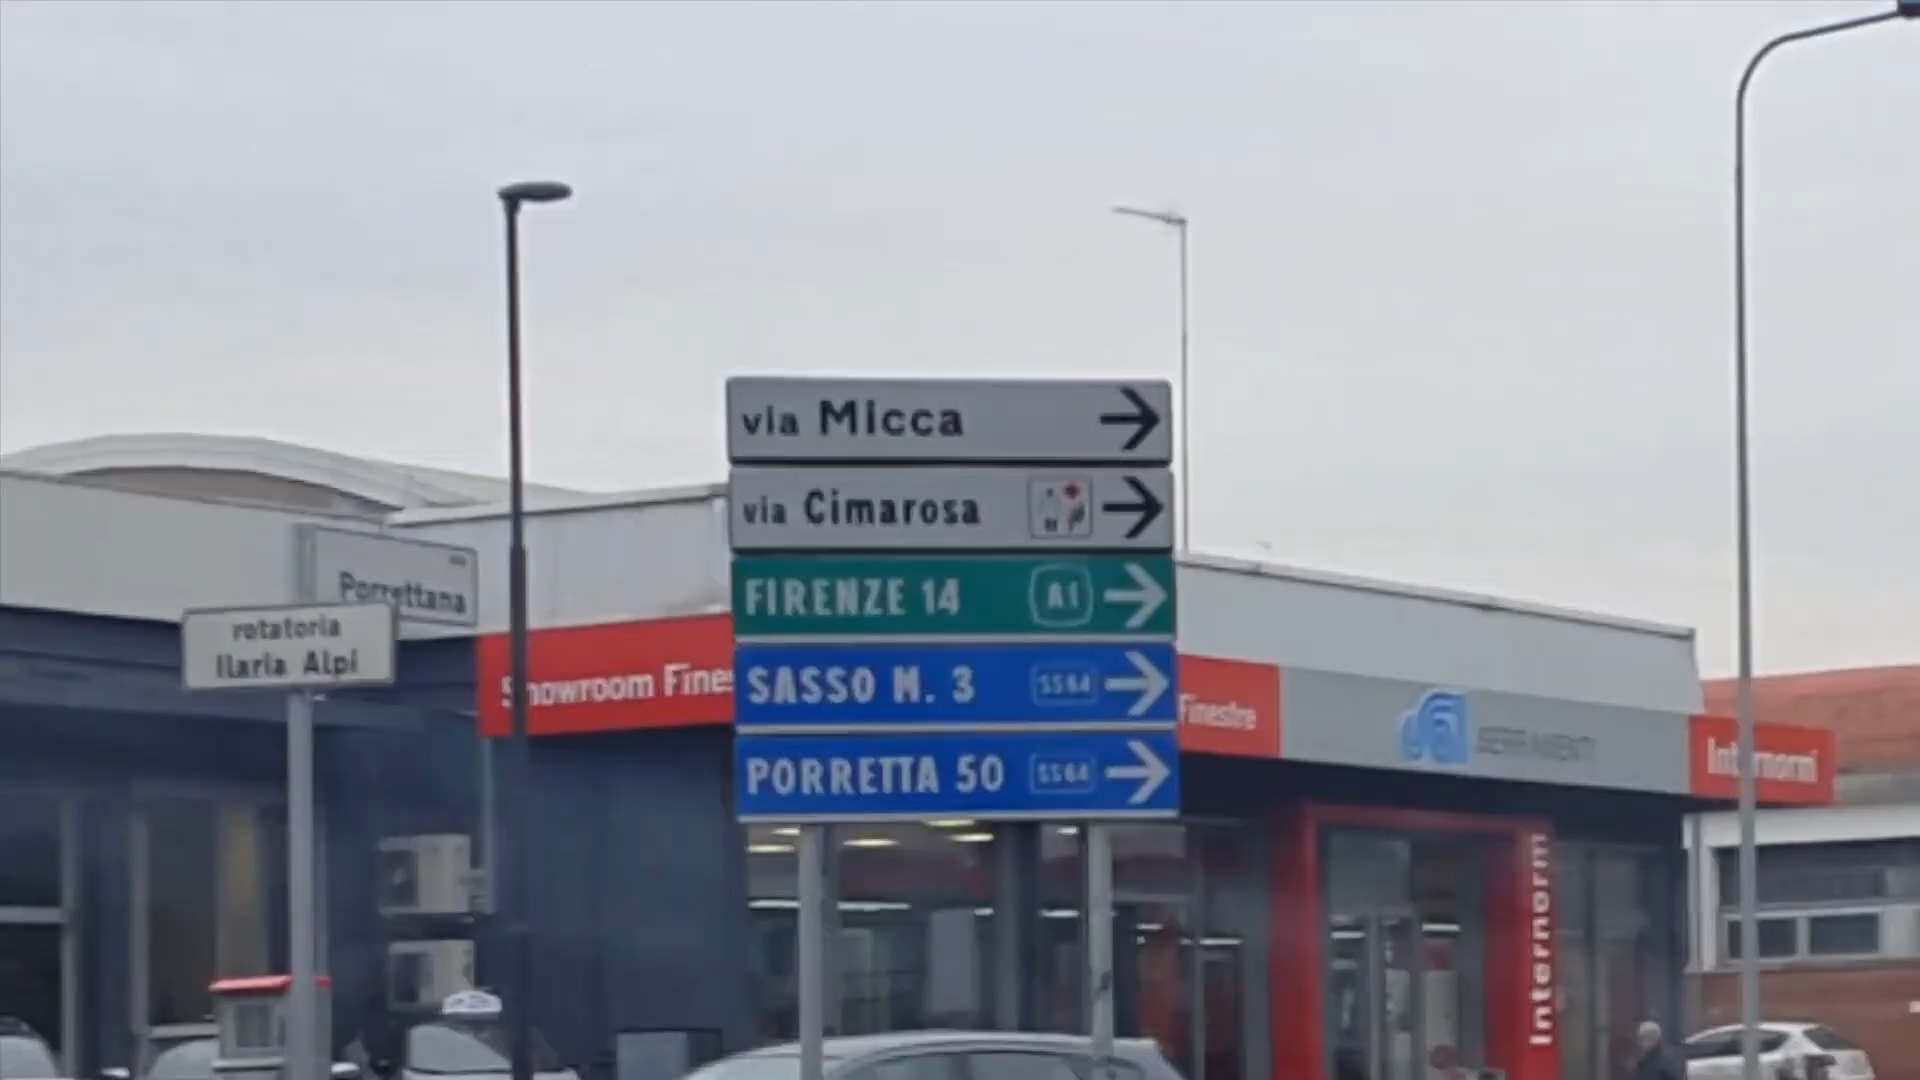 via Micca
via Cimarosa
FIRENZE 14 A1
SASSO M. 3 SS64
PORRETTA 50 SS64
Porrettana
rotatoria
Ilaria Alpi
Showroom Fines
Finestre
SERRAMENTI
Internorm
Internorm